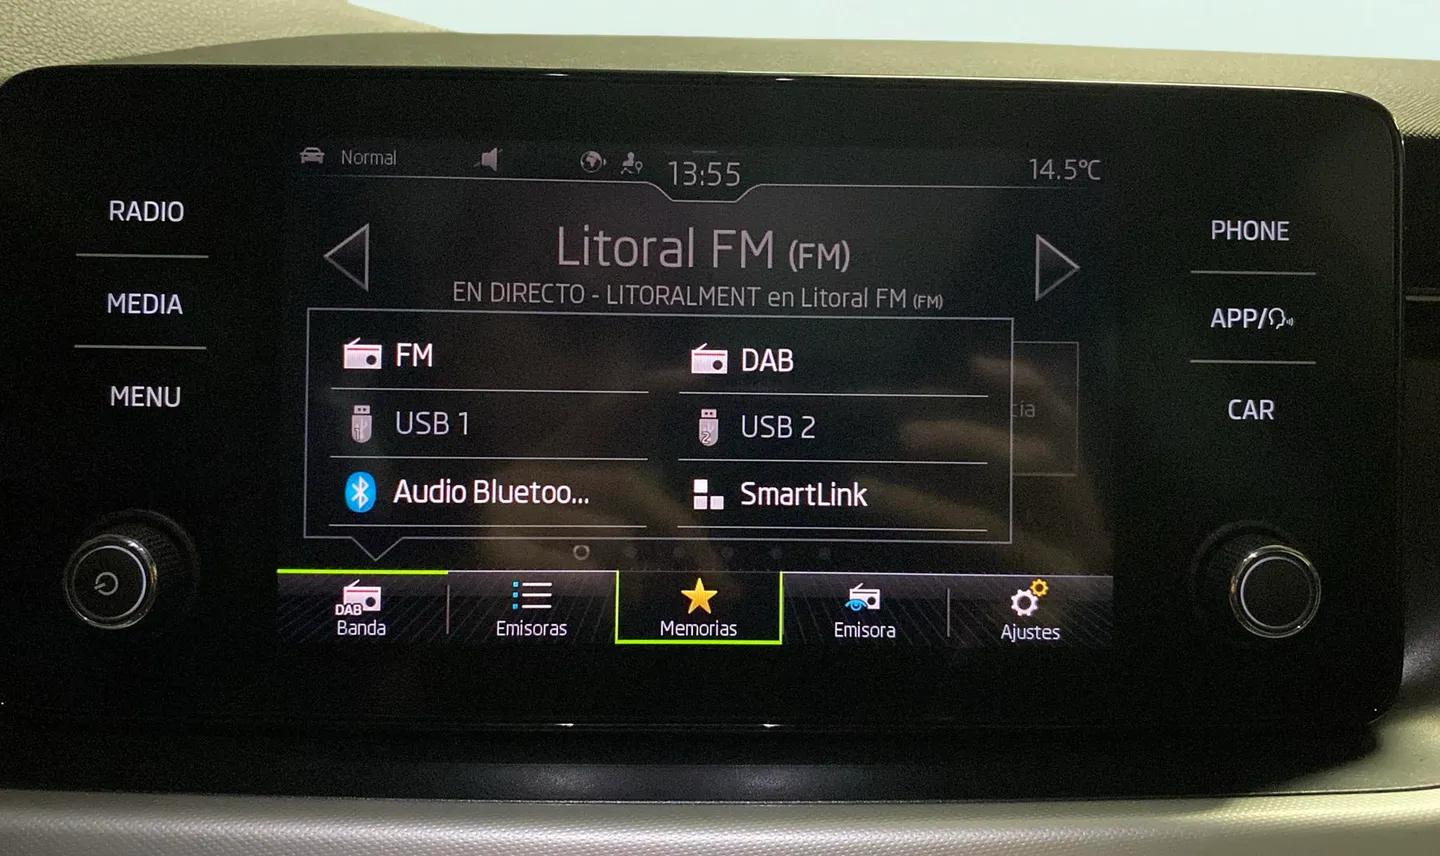 Normal
13:55
14.5°C
RADIO
MEDIA
MENU
Litoral FM (FM)
EN DIRECTO - LITORALMENT en Litoral FM (FM)
FM
DAB
USB 1
USB 2
Audio Bluetoo...
SmartLink
cia
DAB
Banda
Emisoras
Memorias
Emisora
Ajustes
PHONE
APP/
CAR